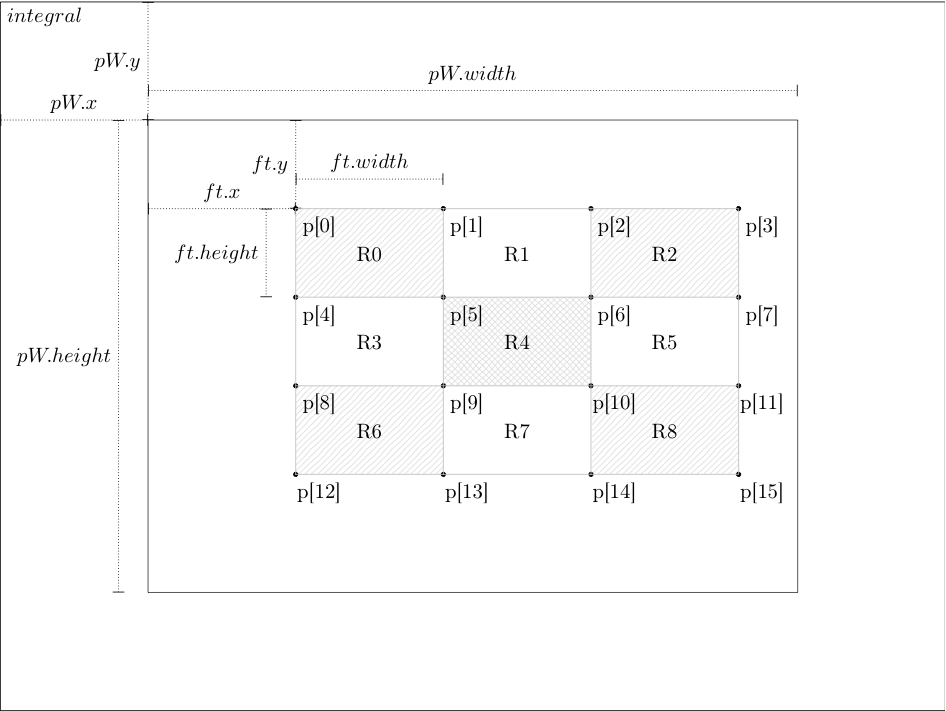 integral
pW.y
pW.width
pW.x
ft.y
ft.width
ft.x
p[0] p[1] p[2] p[3]
ft.height R0 R1 R2
p[4] p[5] p[6] p[7]
R3 R4 R5
pW.height
p[8] p[9] p[10] p[11]
R6 R7 R8
p[12] p[13] p[14] p[15]